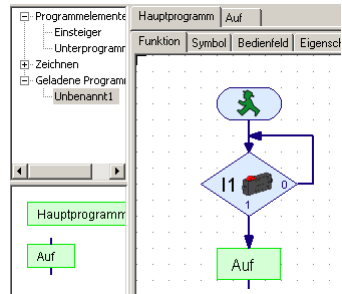 Programmelemente
Einsteiger
Unterprogramm
Zeichnen
Geladene Programm
Unbenannt1
Hauptprogramm
Auf
Hauptprogramm Auf
Funktion Symbol Bedienfeld Eigensch
I1
0
1
Auf